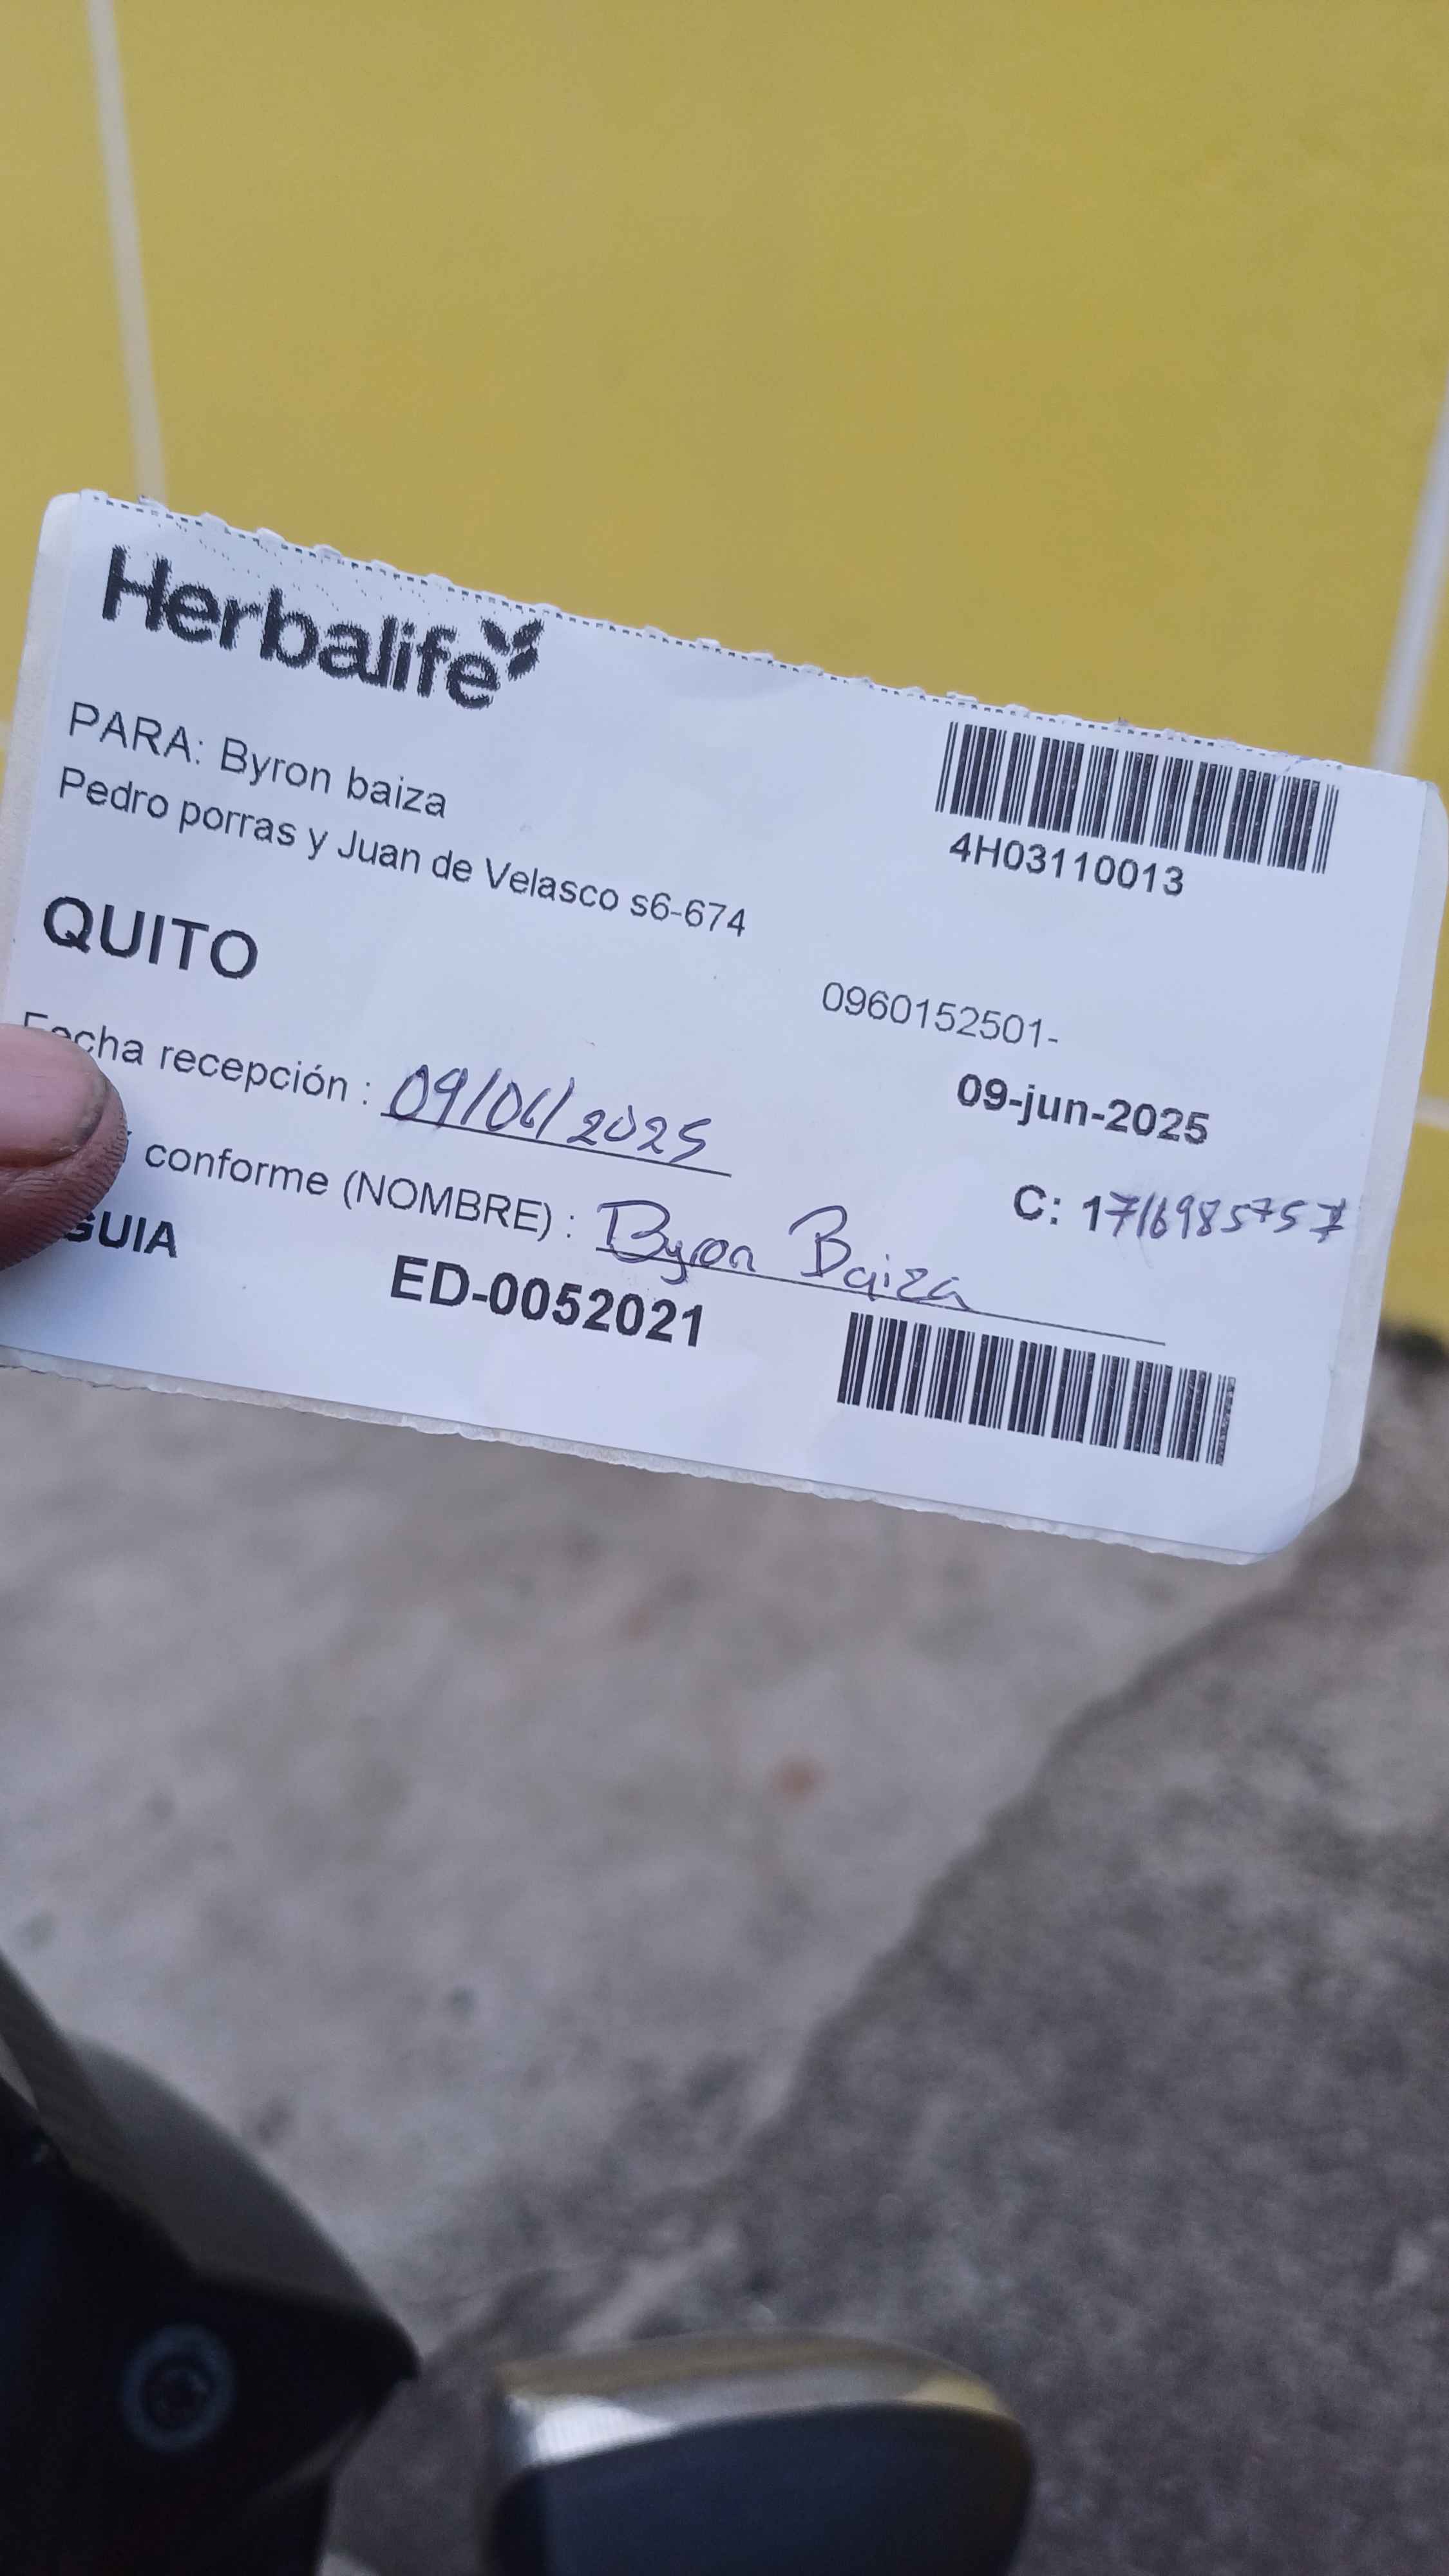 Herbalife
PARA: Byron baiza
Pedro porras y Juan de Velasco s6-674
4H03110013
QUITO
0960152501-
Fecha recepción : 09/06/2025
09-jun-2025
conforme (NOMBRE) : Byron Baiza
C: 1716985757
GUIA
ED-0052021